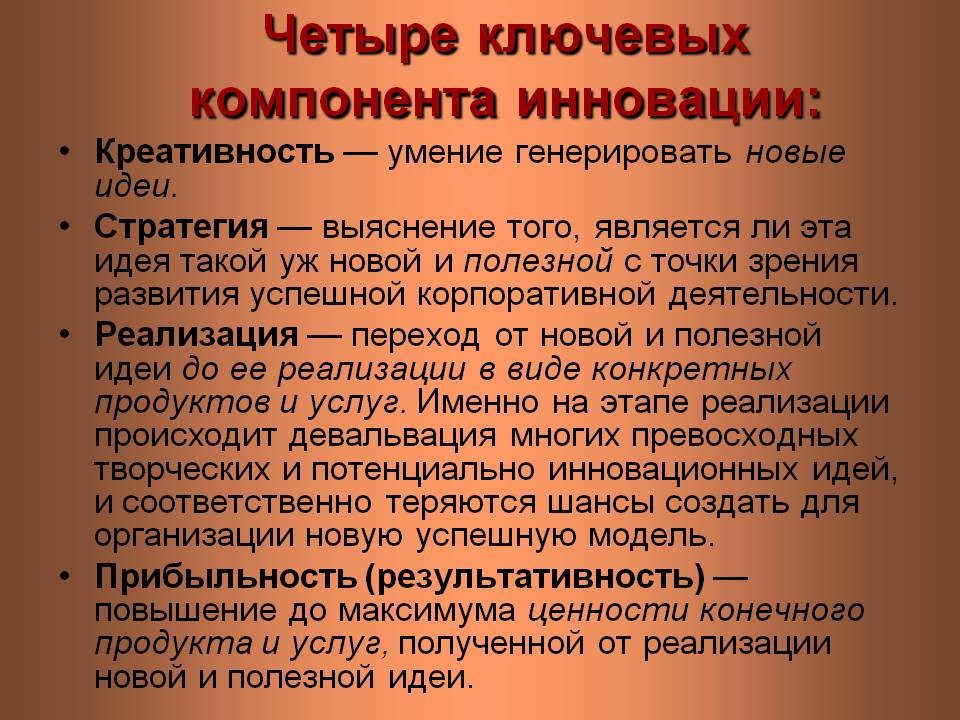 Четыре ключевых
компонента инновации:
• Креативность — умение генерировать новые
идеи.
• Стратегия — выяснение того, является ли эта
идея такой уж новой и полезной с точки зрения
развития успешной корпоративной деятельности.
• Реализация — переход от новой и полезной
идеи до ее реализации в виде конкретных
продуктов и услуг. Именно на этапе реализации
происходит девальвация многих превосходных
творческих и потенциально инновационных идей,
и соответственно теряются шансы создать для
организации новую успешную модель.
• Прибыльность (результативность) —
повышение до максимума ценности конечного
продукта и услуг, полученной от реализации
новой и полезной идеи.